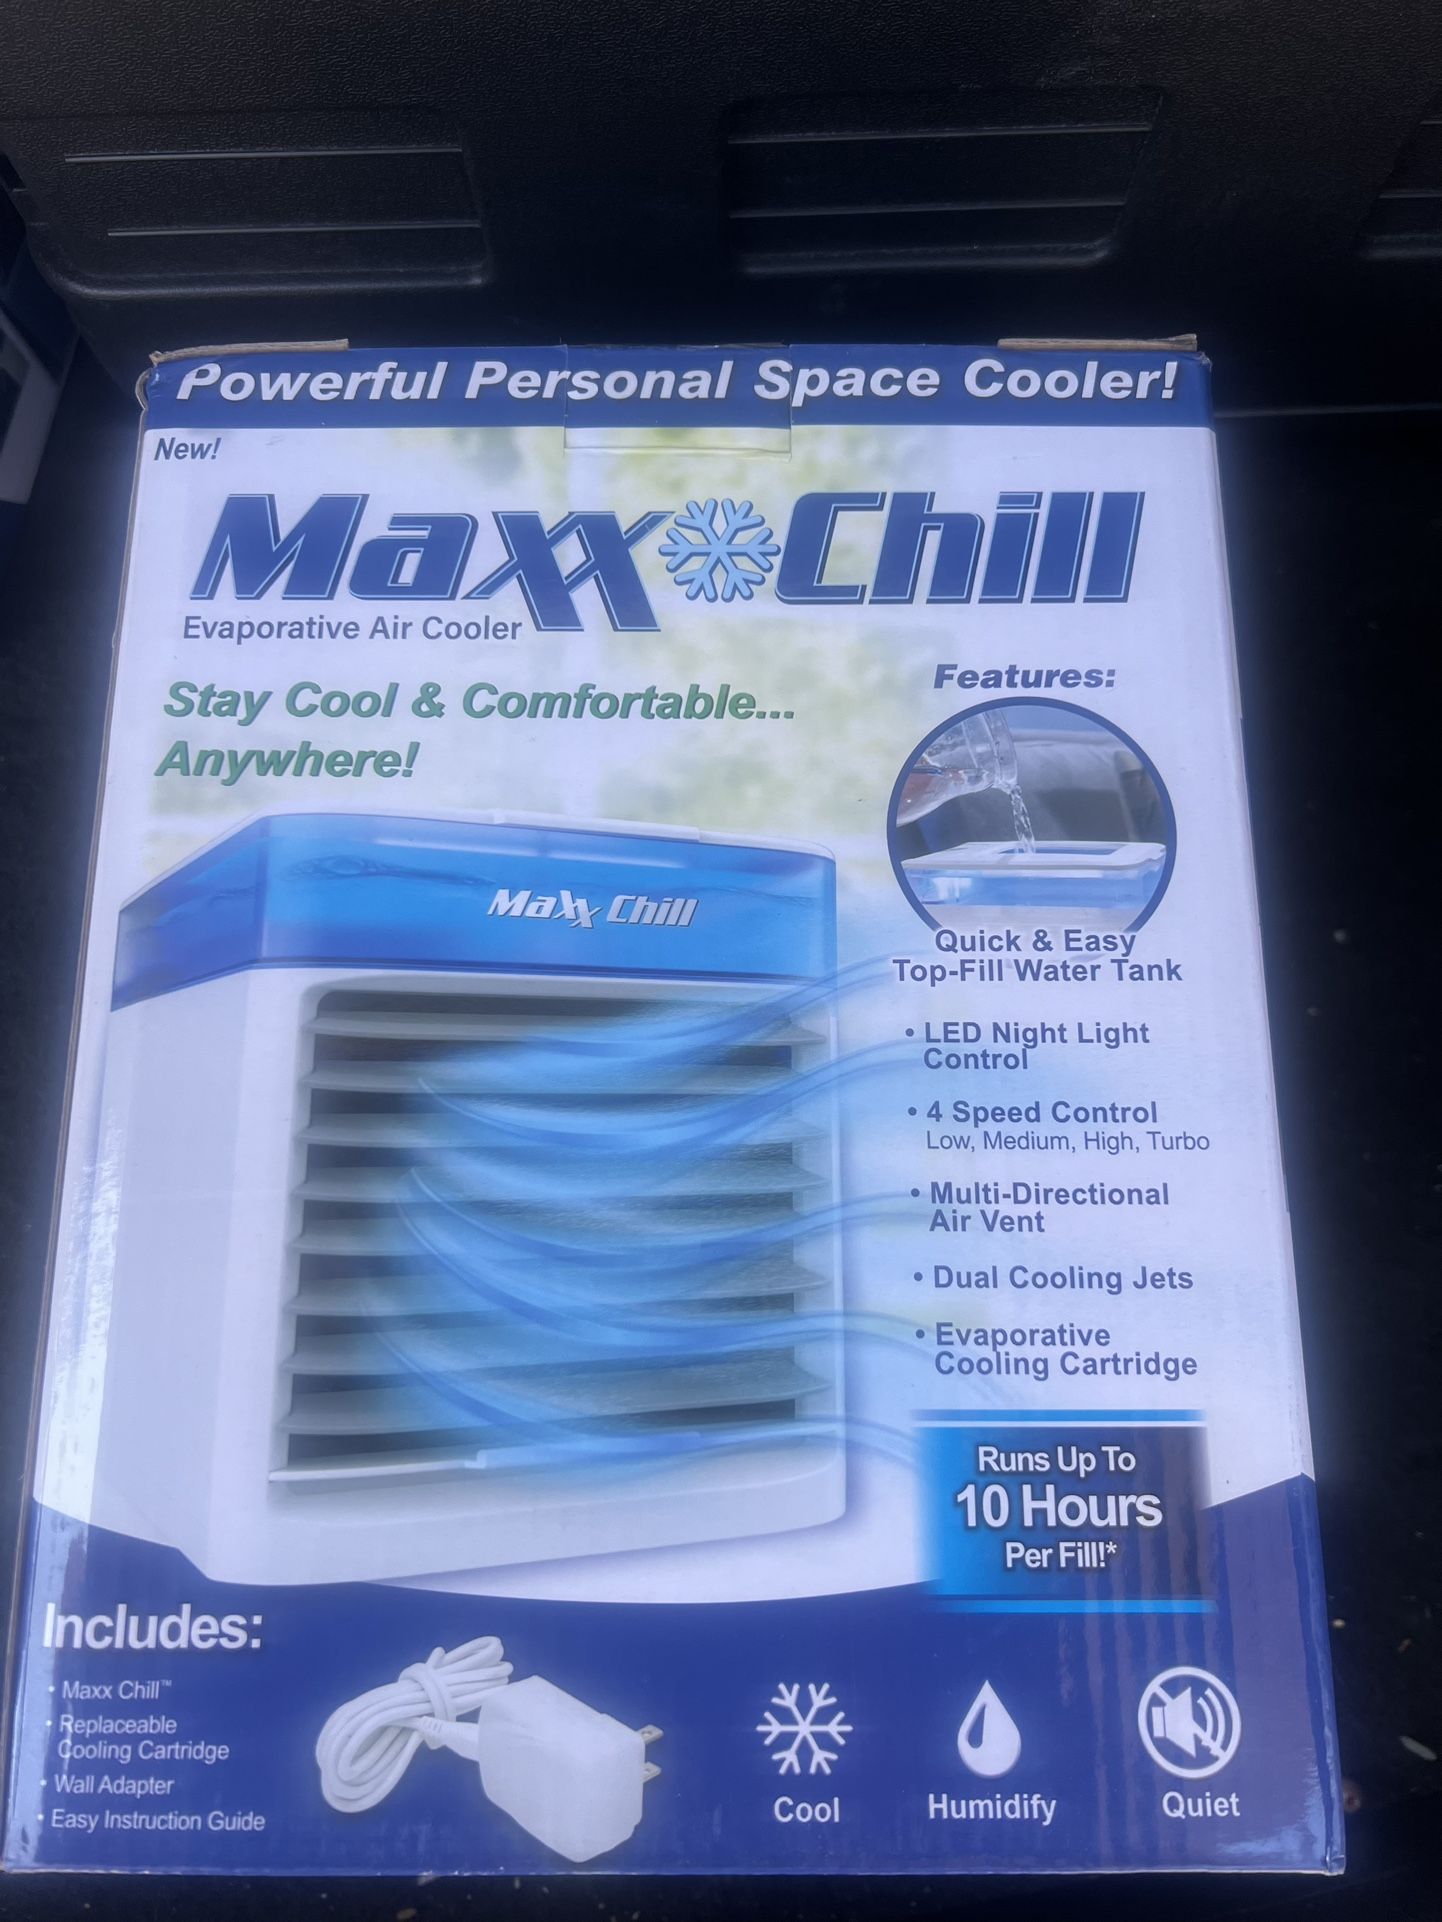 Powerful Personal Space Cooler!
New!
Maxx Chill
Evaporative Air Cooler
Stay Cool & Comfortable...
Anywhere!
Maxx Chill
Features:
Quick & Easy
Top-Fill Water Tank
• LED Night Light
Control
• 4 Speed Control
Low, Medium, High, Turbo
• Multi-Directional
Air Vent
• Dual Cooling Jets
• Evaporative
Cooling Cartridge
Runs Up To
10 Hours
Per Fill!*
Includes:
• Maxx Chill™
• Replaceable
Cooling Cartridge
• Wall Adapter
• Easy Instruction Guide
Cool
Humidify
Quiet